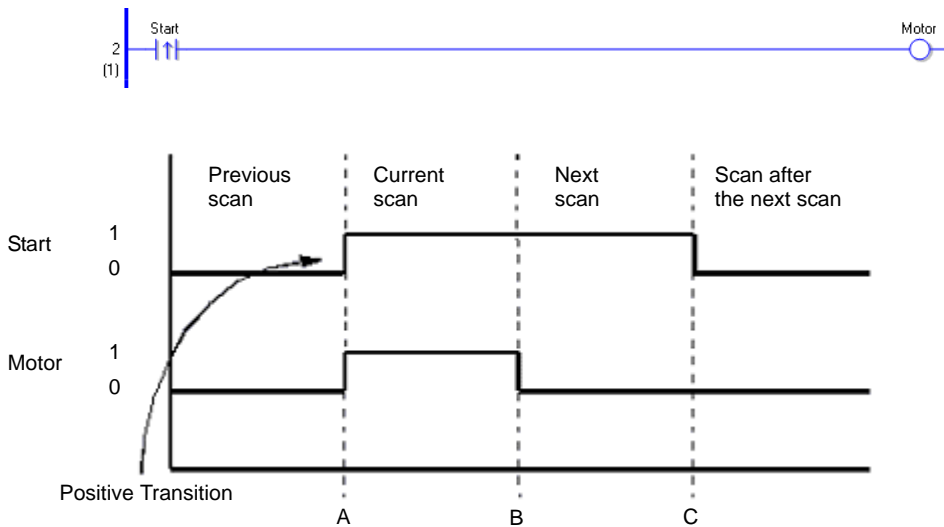 Start
Motor
2
(1)
Previous scan
Current scan
Next scan
Scan after the next scan
Start
1
0
Motor
1
0
Positive Transition
A
B
C